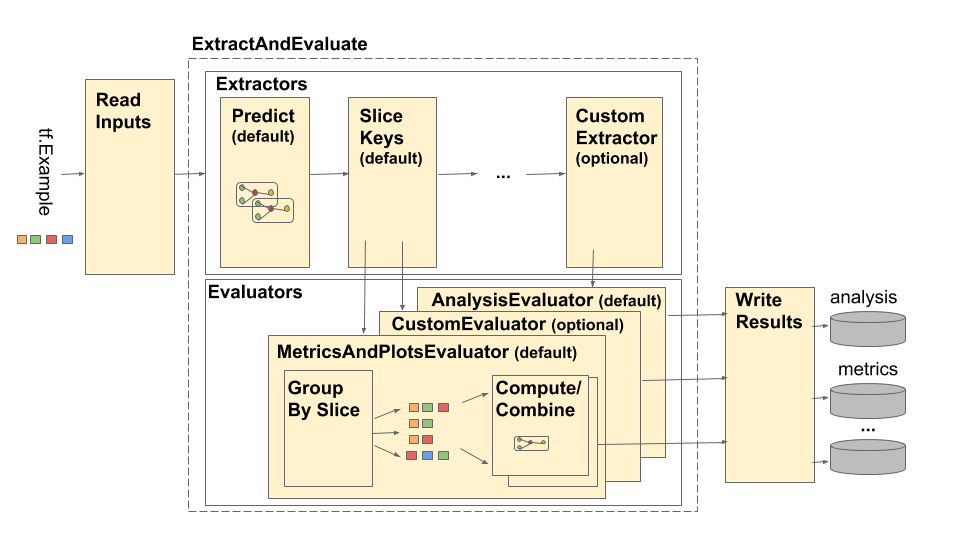 ExtractAndEvaluate
Extractors
Read
Inputs
tf.Example
Predict
(default)
Slice
Keys
(default)
...
Custom
Extractor
(optional)
Evaluators
AnalysisEvaluator (default)
CustomEvaluator (optional)
MetricsAndPlotsEvaluator (default)
Group
By Slice
Compute/
Combine
Write
Results
analysis
metrics
...